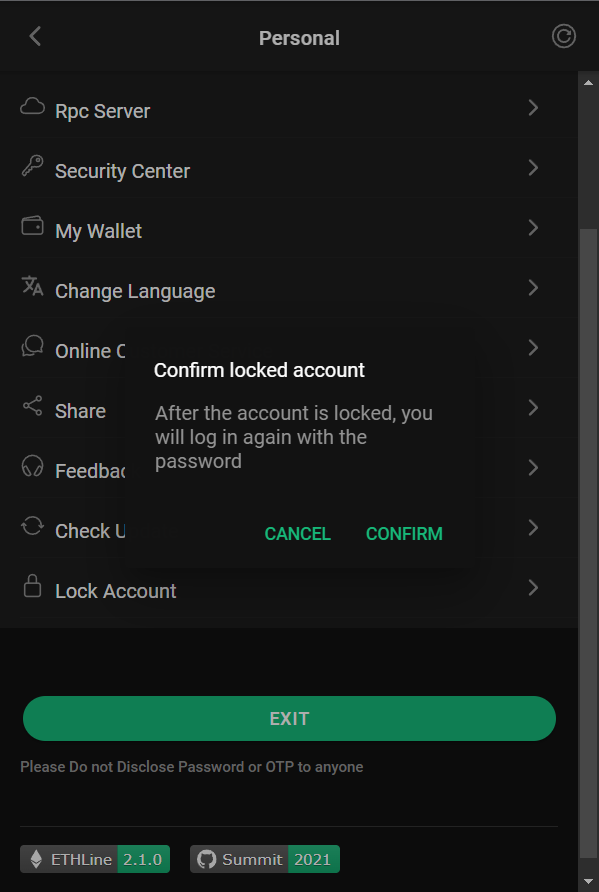 Personal
Rpc Server
Security Center
My Wallet
Change Language
Online C
Confirm locked account
Share
After the account is locked, you
will log in again with the
password
Feedbac
Check U
CANCEL CONFIRM
Lock Account
EXIT
Please Do not Disclose Password or OTP to anyone
ETHLine 2.1.0 Summit 2021